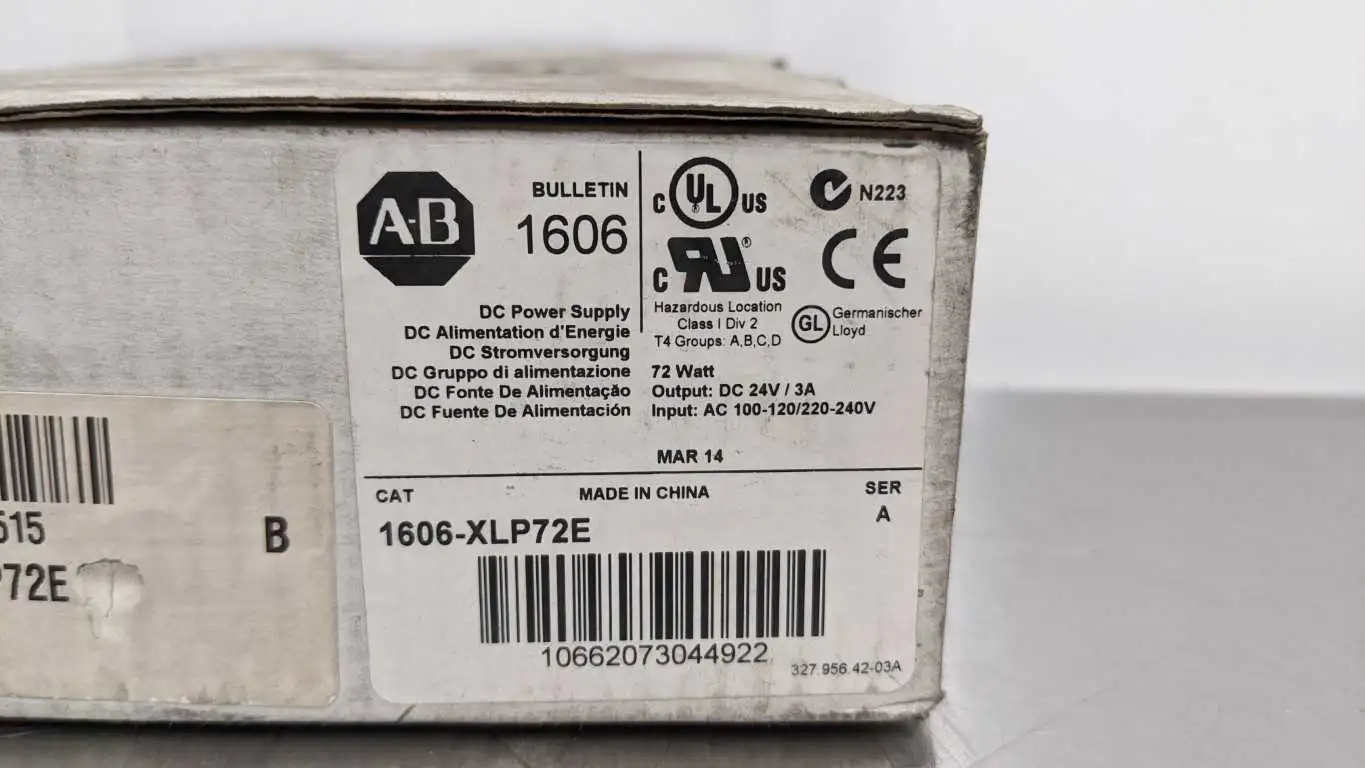 A-B
BULLETIN
1606
DC Power Supply
DC Alimentation d'Energie
DC Stromversorgung
DC Gruppo di alimentazione
DC Fonte De Alimentação
DC Fuente De Alimentación
C UL US
N223
C RU® US
CE
Hazardous Location
Class I Div 2
T4 Groups: A,B,C,D
GL Germanischer
Lloyd
72 Watt
Output: DC 24V / 3A
Input: AC 100-120/220-240V
MAR 14
CAT
MADE IN CHINA
SER
A
1606-XLP72E
10662073044922
327.956.42-03A
515
B
P72E